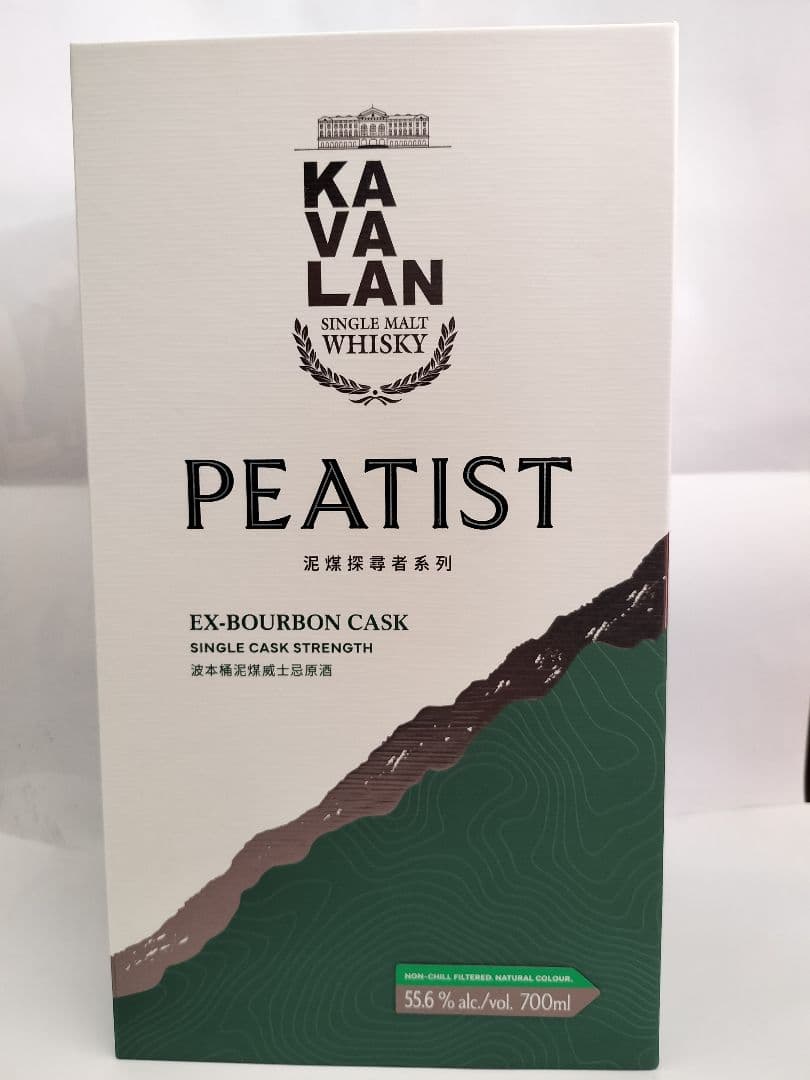 KA
VA
LAN
SINGLE MALT
WHISKY
PEATIST
泥煤探尋者系列
EX-BOURBON CASK
SINGLE CASK STRENGTH
波本桶泥煤威士忌原酒
NON-CHILL FILTERED. NATURAL COLOUR.
55.6 % alc./vol. 700ml